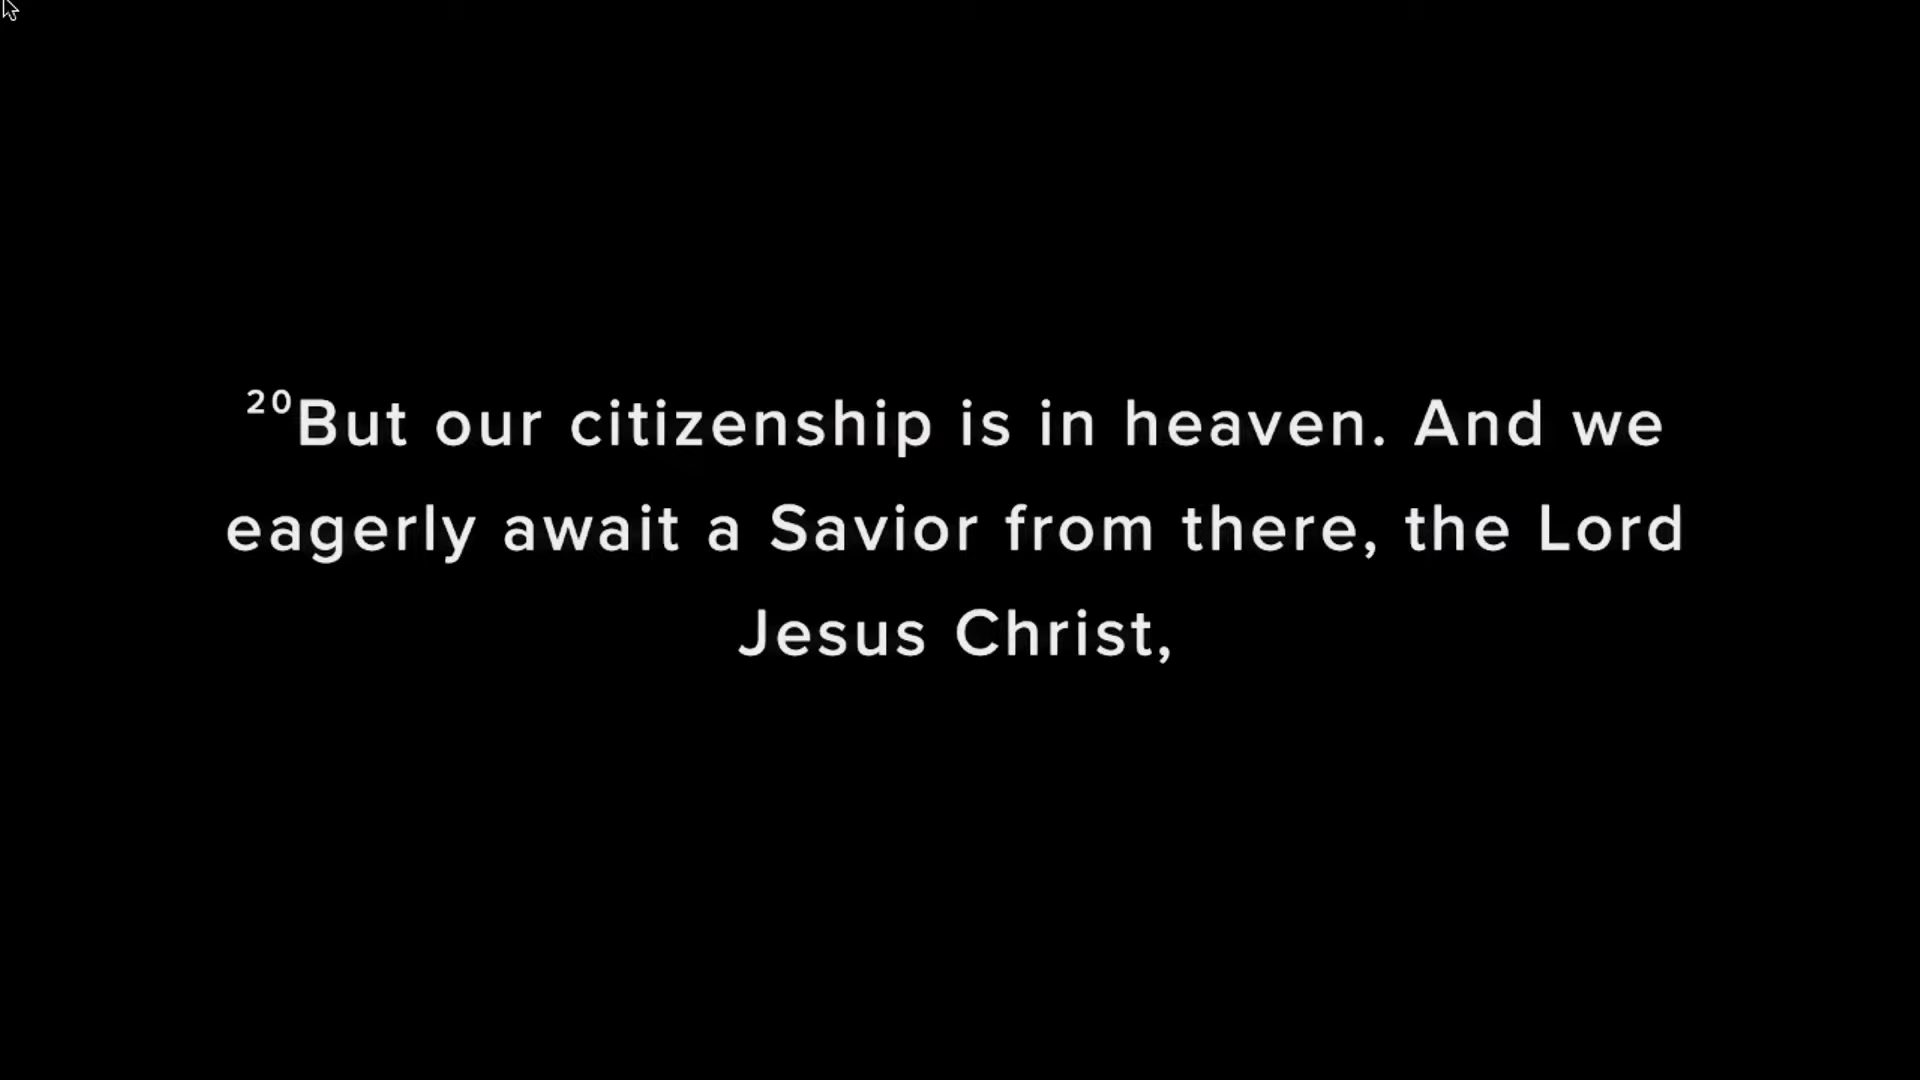 ²⁰But our citizenship is in heaven. And we
eagerly await a Savior from there, the Lord
Jesus Christ,